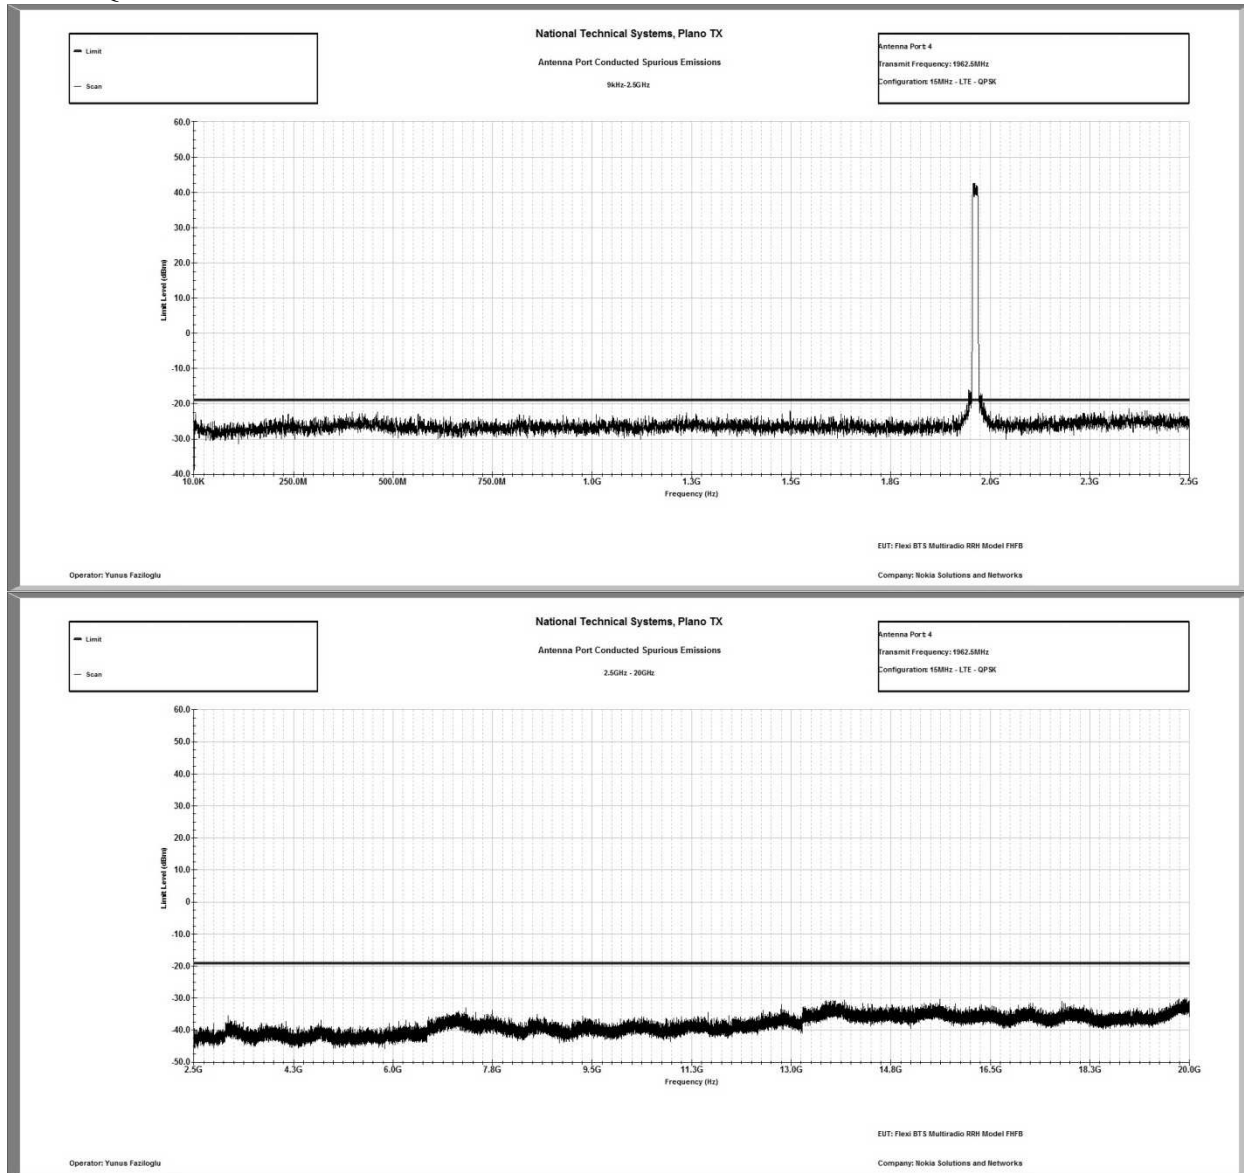 National Technical Systems, Plano TX
Limit
Scan
Antenna Port Conducted Spurious Emissions
9kHz-2.5GHz
Antenna Port 4
Transmit Frequency: 1962.5MHz
Configuration: 15MHz - LTE - QPSK
60.0
50.0
40.0
30.0
20.0
10.0
0
-10.0
-20.0
-30.0
-40.0
Limit Level (dBm)
10.0K 250.0M 500.0M 750.0M 1.0G 1.3G 1.5G 1.8G 2.0G 2.3G 2.5G
Frequency (Hz)
EUT: Flexi BTS Multiradio RRH Model FHFB
Operator: Yunus Faziloglu
Company: Nokia Solutions and Networks
National Technical Systems, Plano TX
Limit
Scan
Antenna Port Conducted Spurious Emissions
2.5GHz - 20GHz
Antenna Port 4
Transmit Frequency: 1962.5MHz
Configuration: 15MHz - LTE - QPSK
60.0
50.0
40.0
30.0
20.0
10.0
0
-10.0
-20.0
-30.0
-40.0
-50.0
Limit Level (dBm)
2.5G 4.3G 6.0G 7.8G 9.5G 11.3G 13.0G 14.8G 16.5G 18.3G 20.0G
Frequency (Hz)
EUT: Flexi BTS Multiradio RRH Model FHFB
Operator: Yunus Faziloglu
Company: Nokia Solutions and Networks